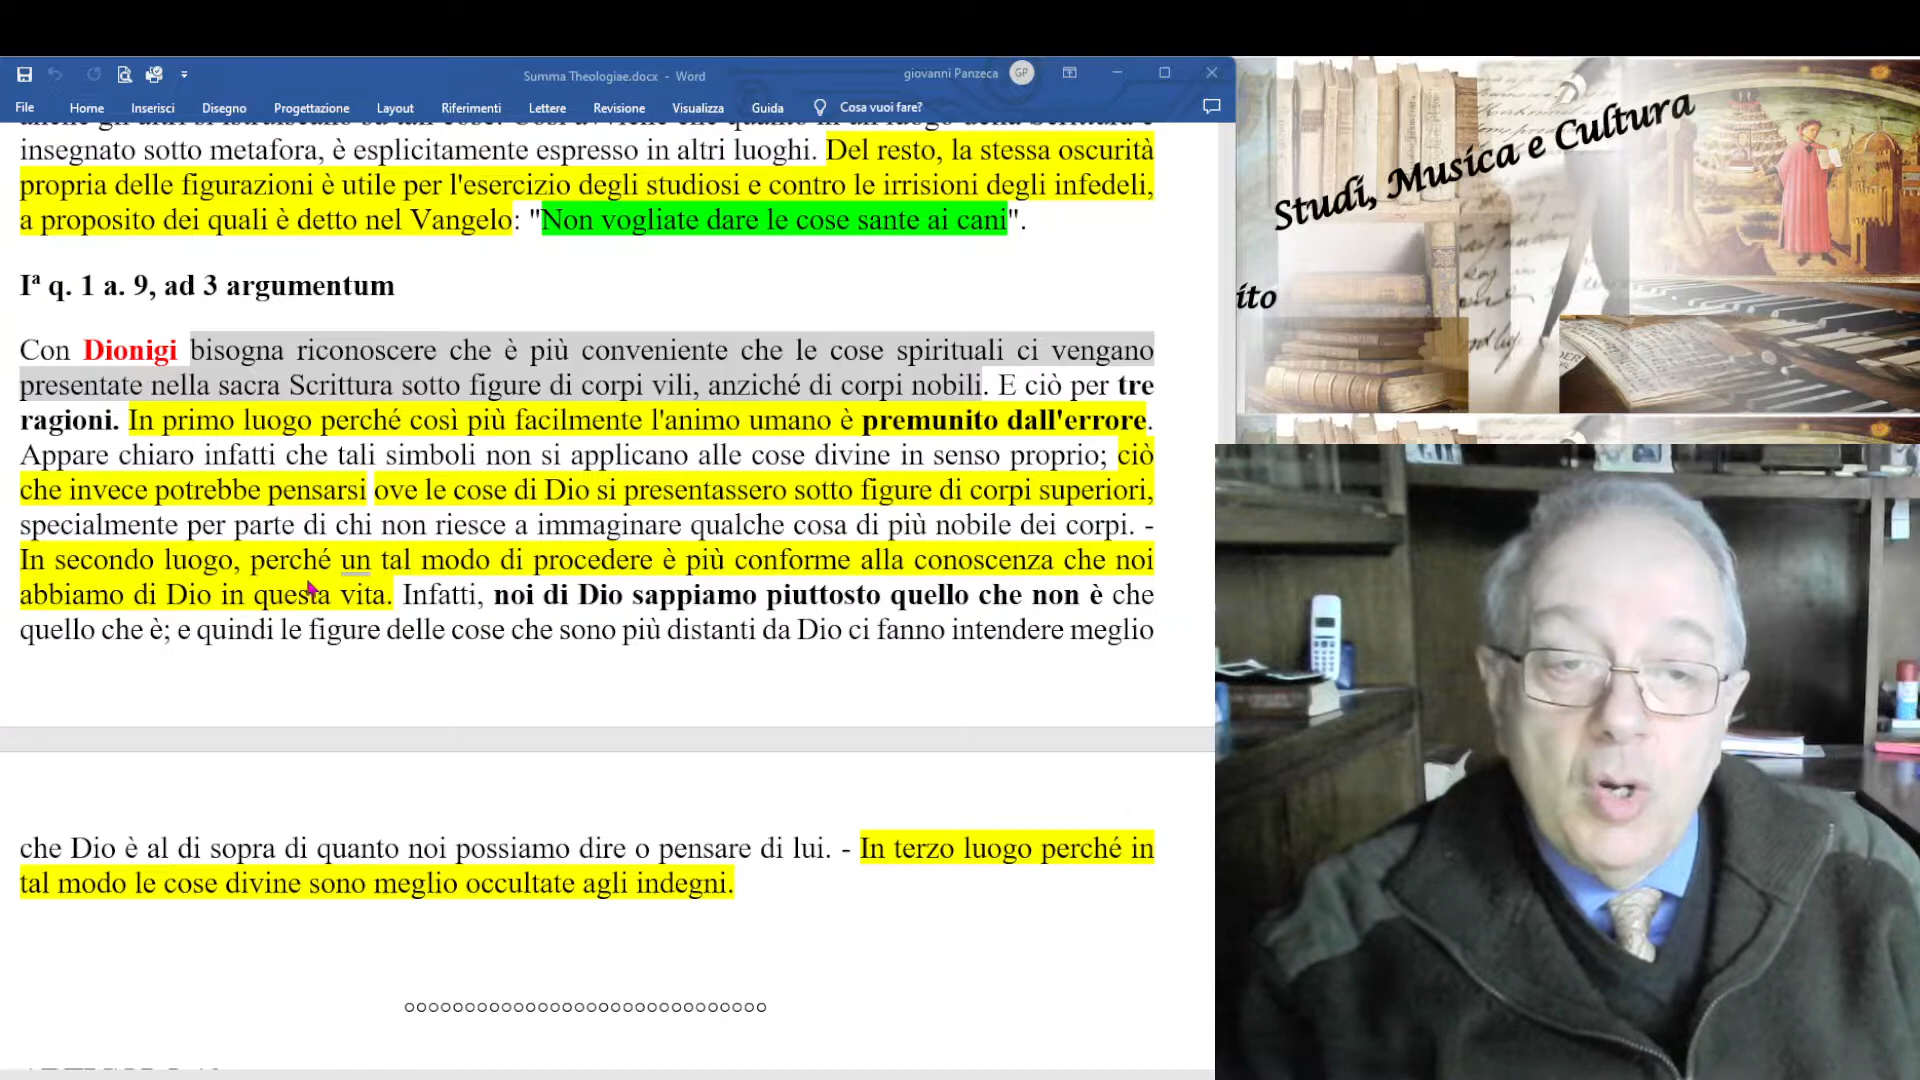 Summa Theologiae.docx - Word
giovanni Panzeca
GP
File Home Inserisci Disegno Progettazione Layout Riferimenti Lettere Revisione Visualizza Guida Cosa vuoi fare?
insegnato sotto metafora, è esplicitamente espresso in altri luoghi. Del resto, la stessa oscurità
propria delle figurazioni è utile per l'esercizio degli studiosi e contro le irrisioni degli infedeli,
a proposito dei quali è detto nel Vangelo: "Non vogliate dare le cose sante ai cani".
Iª q. 1 a. 9, ad 3 argumentum
Con Dionigi bisogna riconoscere che è più conveniente che le cose spirituali ci vengano
presentate nella sacra Scrittura sotto figure di corpi vili, anziché di corpi nobili. E ciò per tre
ragioni. In primo luogo perché così più facilmente l'animo umano è premunito dall'errore.
Appare chiaro infatti che tali simboli non si applicano alle cose divine in senso proprio; ciò
che invece potrebbe pensarsi ove le cose di Dio si presentassero sotto figure di corpi superiori,
specialmente per parte di chi non riesce a immaginare qualche cosa di più nobile dei corpi. -
In secondo luogo, perché un tal modo di procedere è più conforme alla conoscenza che noi
abbiamo di Dio in questa vita. Infatti, noi di Dio sappiamo piuttosto quello che non è che
quello che è; e quindi le figure delle cose che sono più distanti da Dio ci fanno intendere meglio
che Dio è al di sopra di quanto noi possiamo dire o pensare di lui. - In terzo luogo perché in
tal modo le cose divine sono meglio occultate agli indegni.
Studi, Musica e Cultura
ito